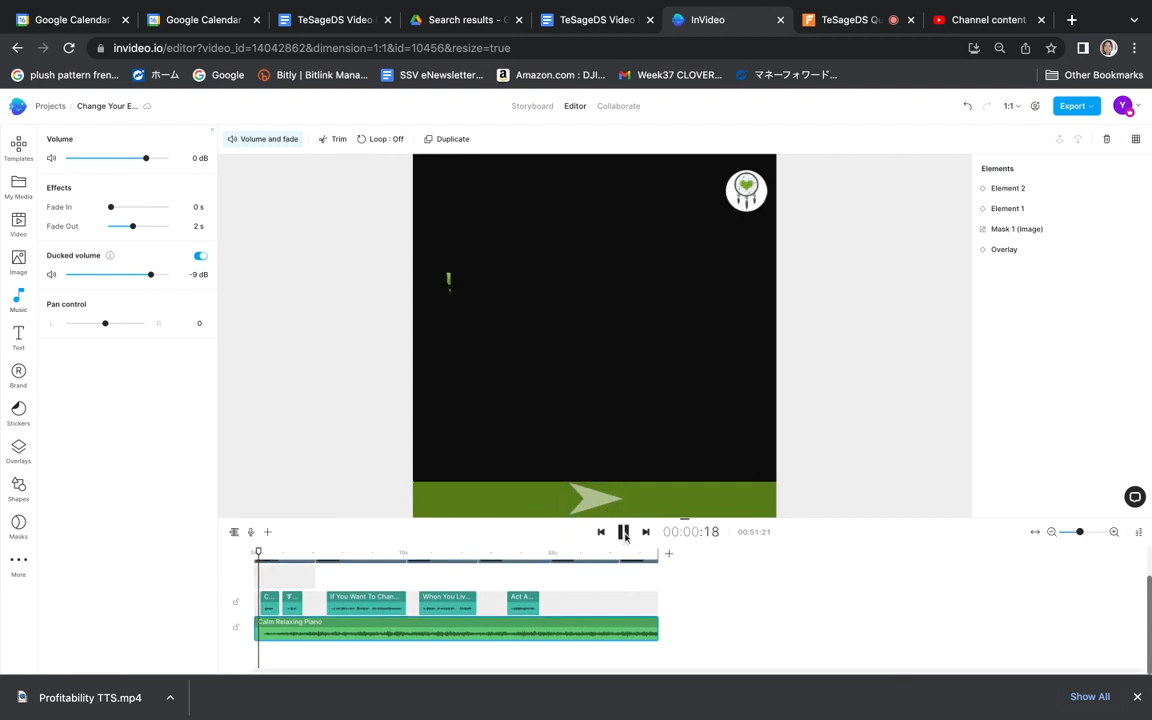 Google Calendar
Google Calendar
TeSageDS Video
Search results - G
TeSageDS Video
InVideo
TeSageDS Qu
Channel content
invideo.io/editor?video_id=14042862&dimension=1:1&id=10456&resize=true
plush pattern fren...
ホーム
Google
Bitly | Bitlink Mana...
SSV eNewsletter...
Amazon.com : DJI...
Week37 CLOVER...
マネーフォワード...
Other Bookmarks
Projects / Change Your E...
Storyboard
Editor
Collaborate
1:1
Export
Y
Volume
0 dB
Effects
Fade In
0 s
Fade Out
2 s
Ducked volume
-9 dB
Pan control
L
R
0
Templates
My Media
Video
Image
Music
Text
Brand
Stickers
Overlays
Shapes
Masks
More
Volume and fade
Trim
Loop : Off
Duplicate
Elements
Element 2
Element 1
Mask 1 (Image)
Overlay
00:00:18
00:51:21
15s
C...
If You Want To Chan...
When You Liv...
Act A...
Calm Relaxing Piano
Profitability TTS.mp4
Show All